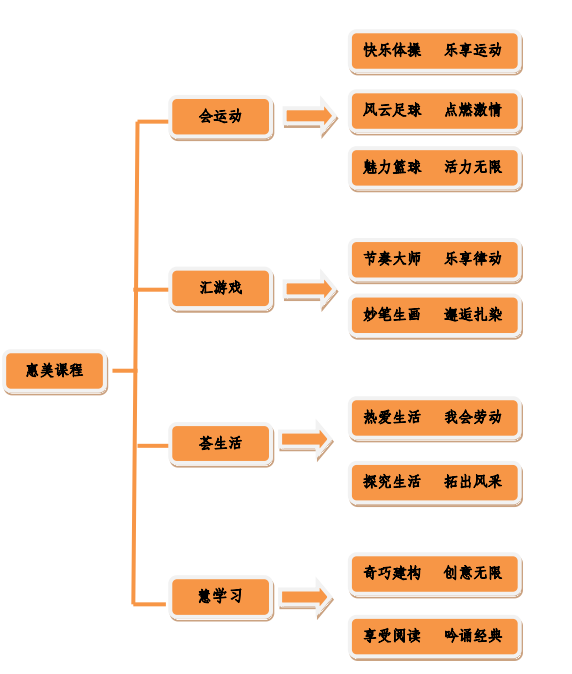 惠美课程
会运动
快乐体操 乐享运动
风云足球 点燃激情
魅力篮球 活力无限
汇游戏
节奏大师 乐享律动
妙笔生画 邂逅扎染
荟生活
热爱生活 我会劳动
探究生活 拓出风采
慧学习
奇巧建构 创意无限
享受阅读 吟诵经典